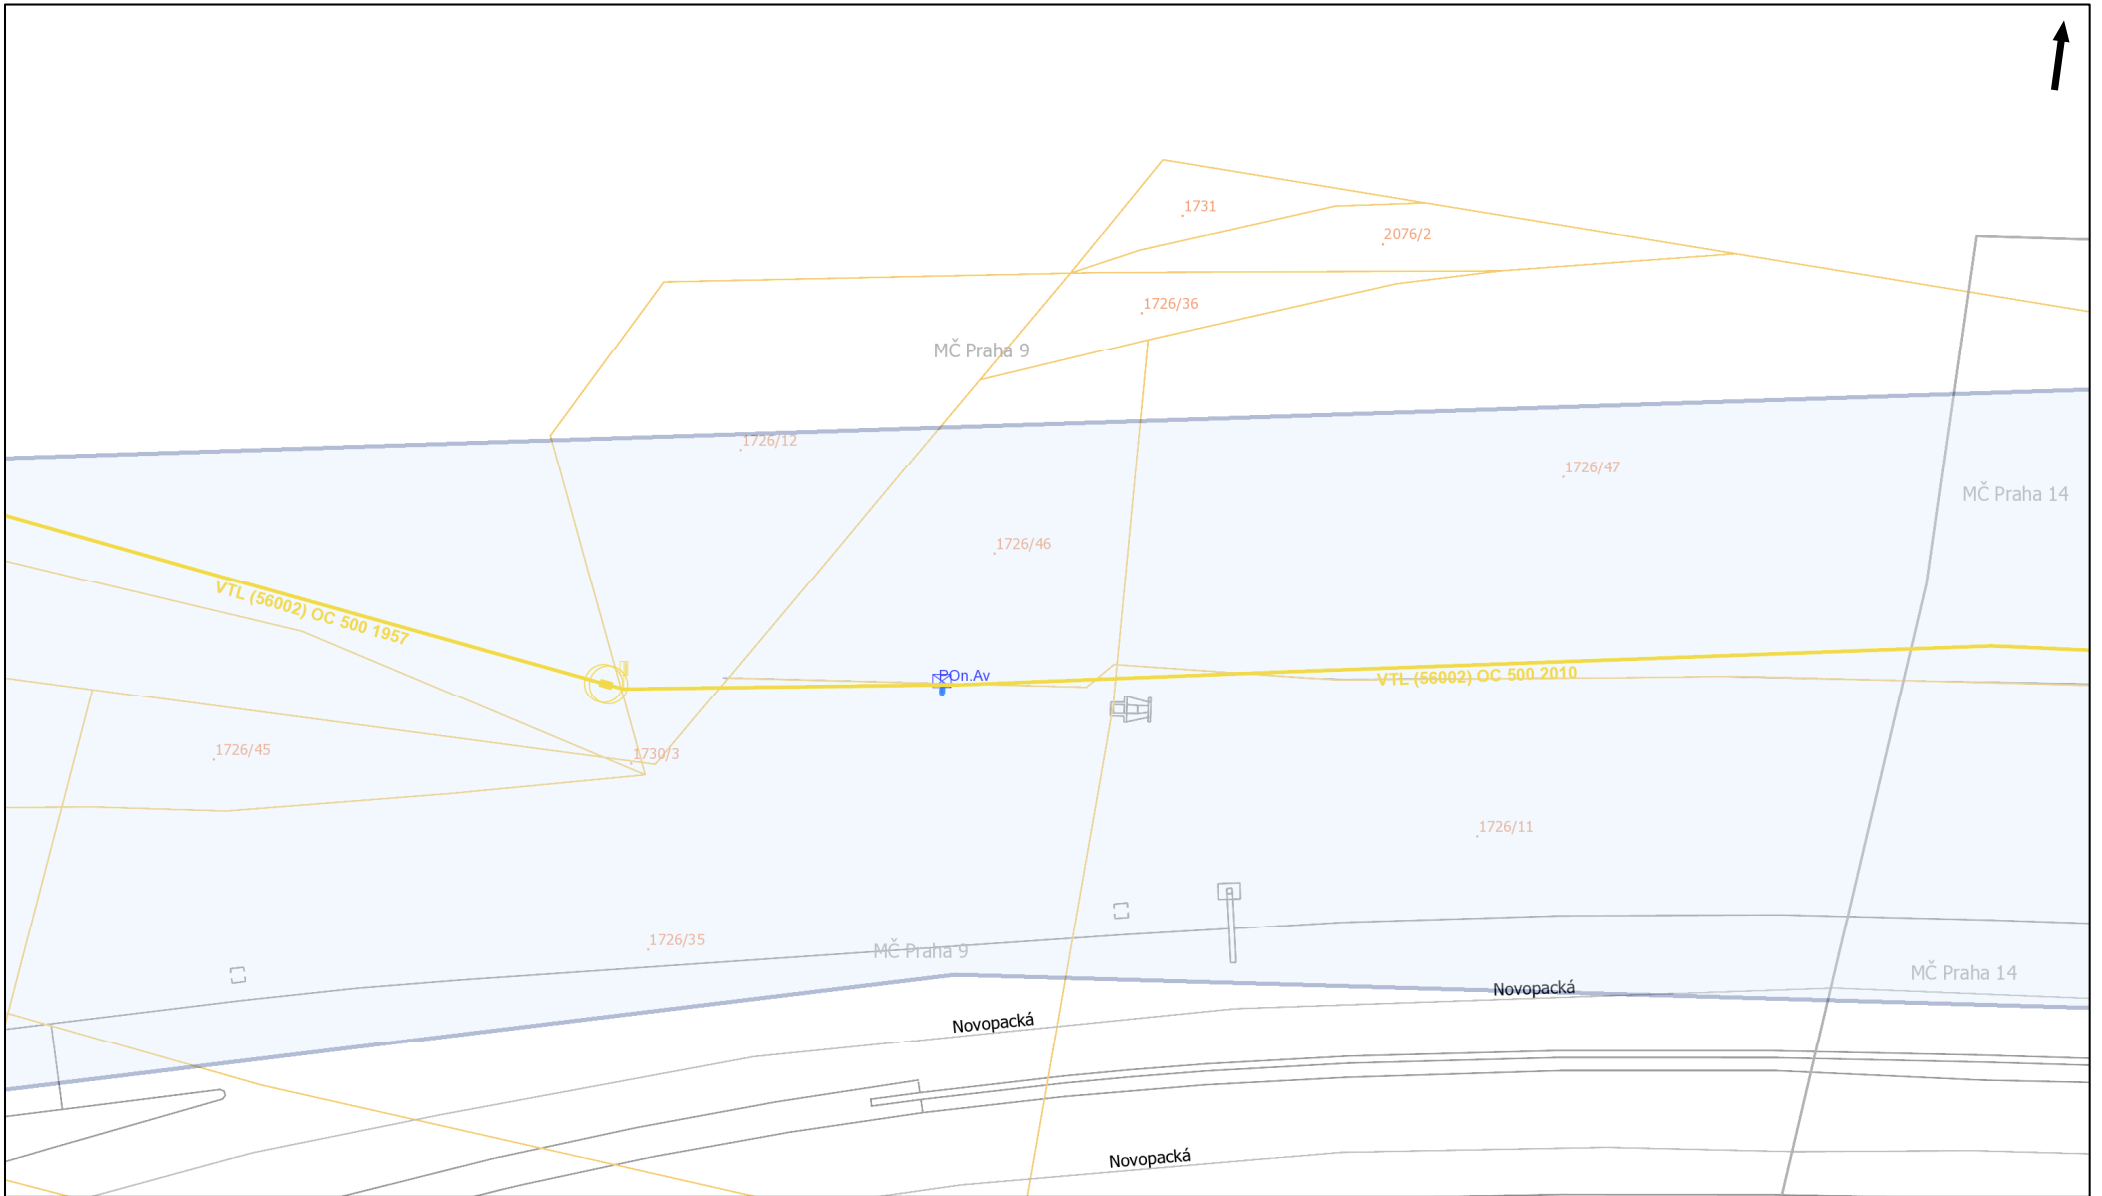 1731
2076/2
1726/36
MČ Praha 9
1726/12
1726/47
MČ Praha 14
1726/46
VTL (56002) OC 500 1957
POn.Av
VTL (56002) OC 500 2010
1726/45
1730/3
1726/11
1726/35
MČ Praha 9
MČ Praha 14
Novopacká
Novopacká
Novopacká